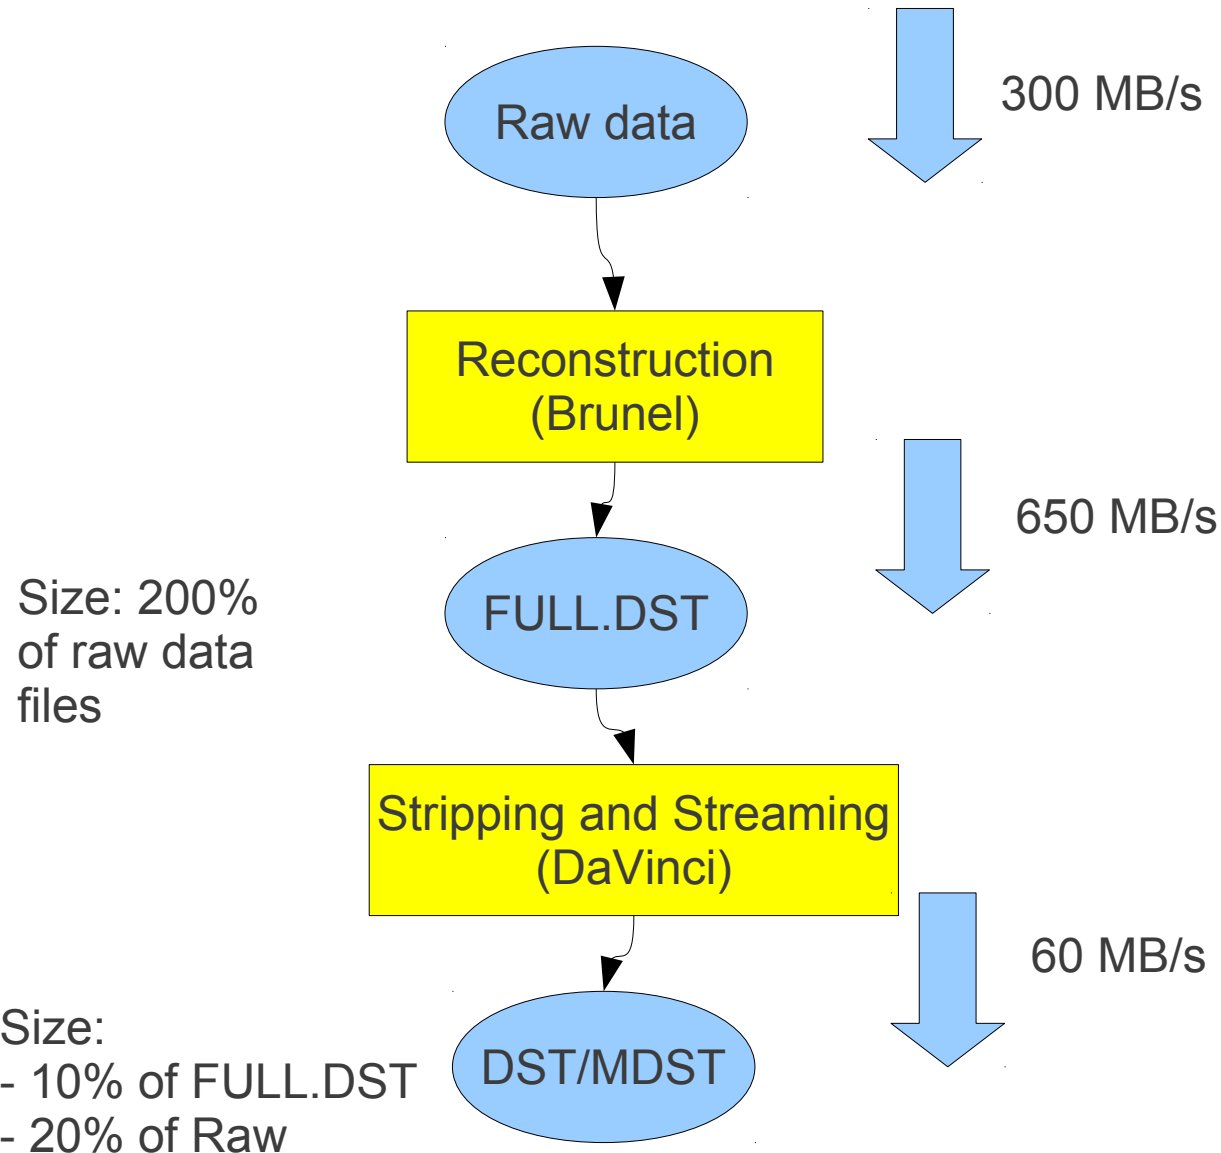 Raw data
300 MB/s
Reconstruction
(Brunel)
650 MB/s
Size: 200%
of raw data
files
FULL.DST
Stripping and Streaming
(DaVinci)
60 MB/s
Size:
- 10% of FULL.DST
- 20% of Raw
DST/MDST